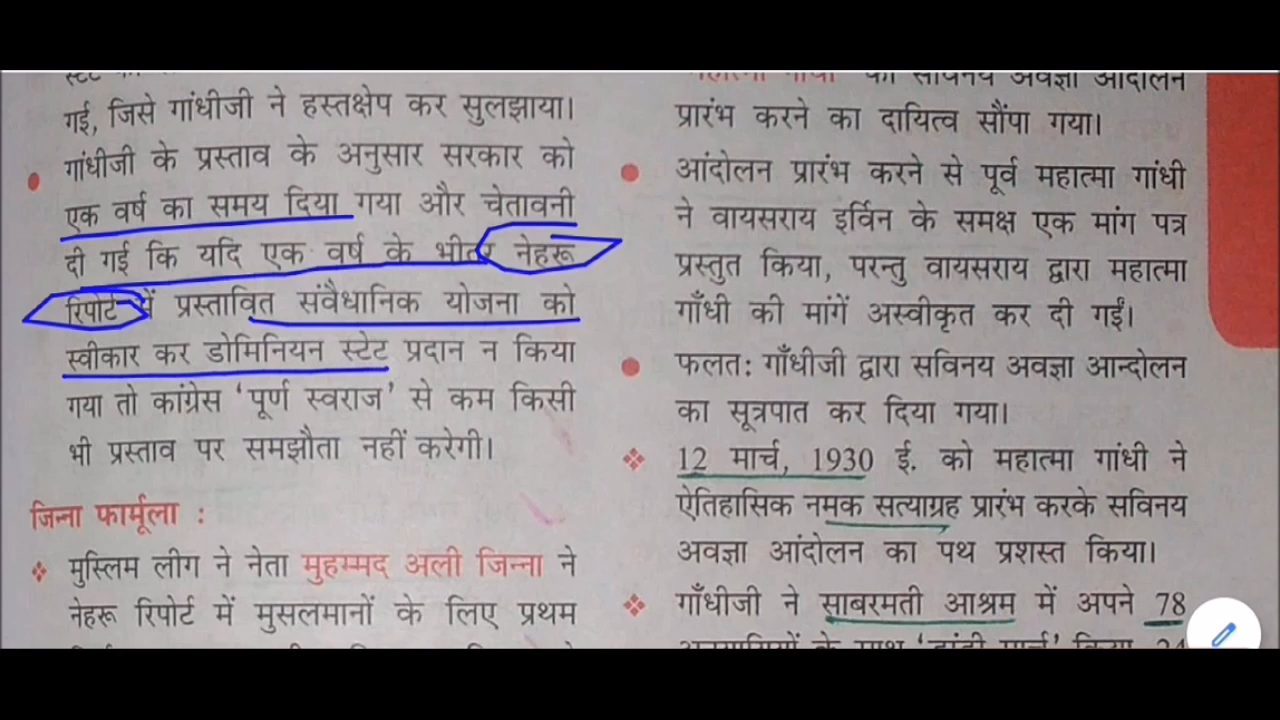 गई, जिसे गांधीजी ने हस्तक्षेप कर सुलझाया।
गांधीजी के प्रस्ताव के अनुसार सरकार को
एक वर्ष का समय दिया गया और चेतावनी
दी गई कि यदि एक वर्ष के भीतर नेहरू
रिपोर्ट में प्रस्तावित संवैधानिक योजना को
स्वीकार कर डोमिनियन स्टेट प्रदान न किया
गया तो कांग्रेस 'पूर्ण स्वराज' से कम किसी
भी प्रस्ताव पर समझौता नहीं करेगी।
जिन्ना फार्मूला :
मुस्लिम लीग ने नेता मुहम्मद अली जिन्ना ने
नेहरू रिपोर्ट में मुसलमानों के लिए प्रथम
को सविनय अवज्ञा आंदोलन
प्रारंभ करने का दायित्व सौंपा गया।
आंदोलन प्रारंभ करने से पूर्व महात्मा गांधी
ने वायसराय इर्विन के समक्ष एक मांग पत्र
प्रस्तुत किया, परन्तु वायसराय द्वारा महात्मा
गाँधी की मांगें अस्वीकृत कर दी गईं।
फलत: गाँधीजी द्वारा सविनय अवज्ञा आन्दोलन
का सूत्रपात कर दिया गया।
12 मार्च, 1930 ई. को महात्मा गांधी ने
ऐतिहासिक नमक सत्याग्रह प्रारंभ करके सविनय
अवज्ञा आंदोलन का पथ प्रशस्त किया।
गाँधीजी ने साबरमती आश्रम में अपने 78
के साथ 'दांडी मार्च' किया